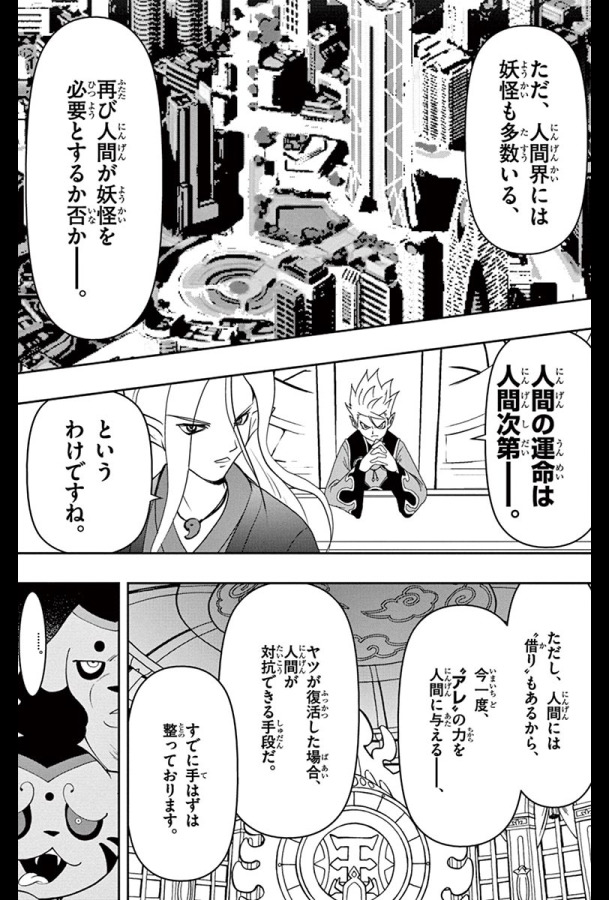 ただ、人間界には
妖怪も多数いる、
再び人間が妖怪を
必要とするか否か――。
人間の運命は
人間次第――。
という
わけですね。
ただし、人間には
〝借り〟もあるから、
今一度、
〝アレ〟の力を
人間に与える――、
ヤツが復活した場合、
人間が
対抗できる手段だ。
すでに手はずは
整っております。
……。